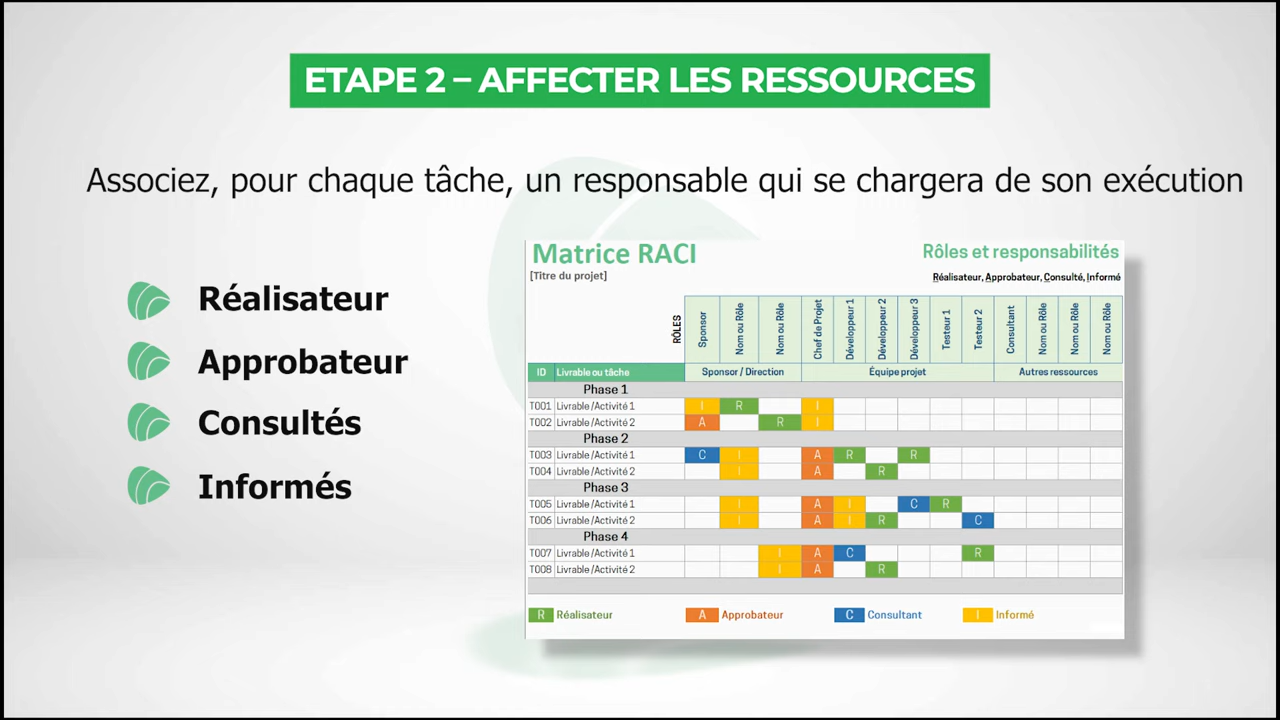 ETAPE 2 – AFFECTER LES RESSOURCES
Associez, pour chaque tâche, un responsable qui se chargera de son exécution
Réalisateur
Approbateur
Consultés
Informés
Matrice RACI
Rôles et responsabilités
[Titre du projet]
Réalisateur, Approbateur, Consulté, Informé
RÔLES
Sponsor
Nom ou Rôle
Nom ou Rôle
Chef de Projet
Développeur 1
Développeur 2
Développeur 3
Testeur 1
Testeur 2
Consultant
Nom ou Rôle
Nom ou Rôle
Nom ou Rôle
ID Livrable ou tâche Sponsor / Direction Équipe projet Autres ressources
Phase 1
T001 Livrable /Activité 1 I R I
T002 Livrable /Activité 2 A R I
Phase 2
T003 Livrable /Activité 1 C I A R R
T004 Livrable /Activité 2 I A R
Phase 3
T005 Livrable /Activité 1 I A I C R
T006 Livrable /Activité 2 I A I R C
Phase 4
T007 Livrable /Activité 1 I A C R
T008 Livrable /Activité 2 I A R
R Réalisateur A Approbateur C Consultant I Informé